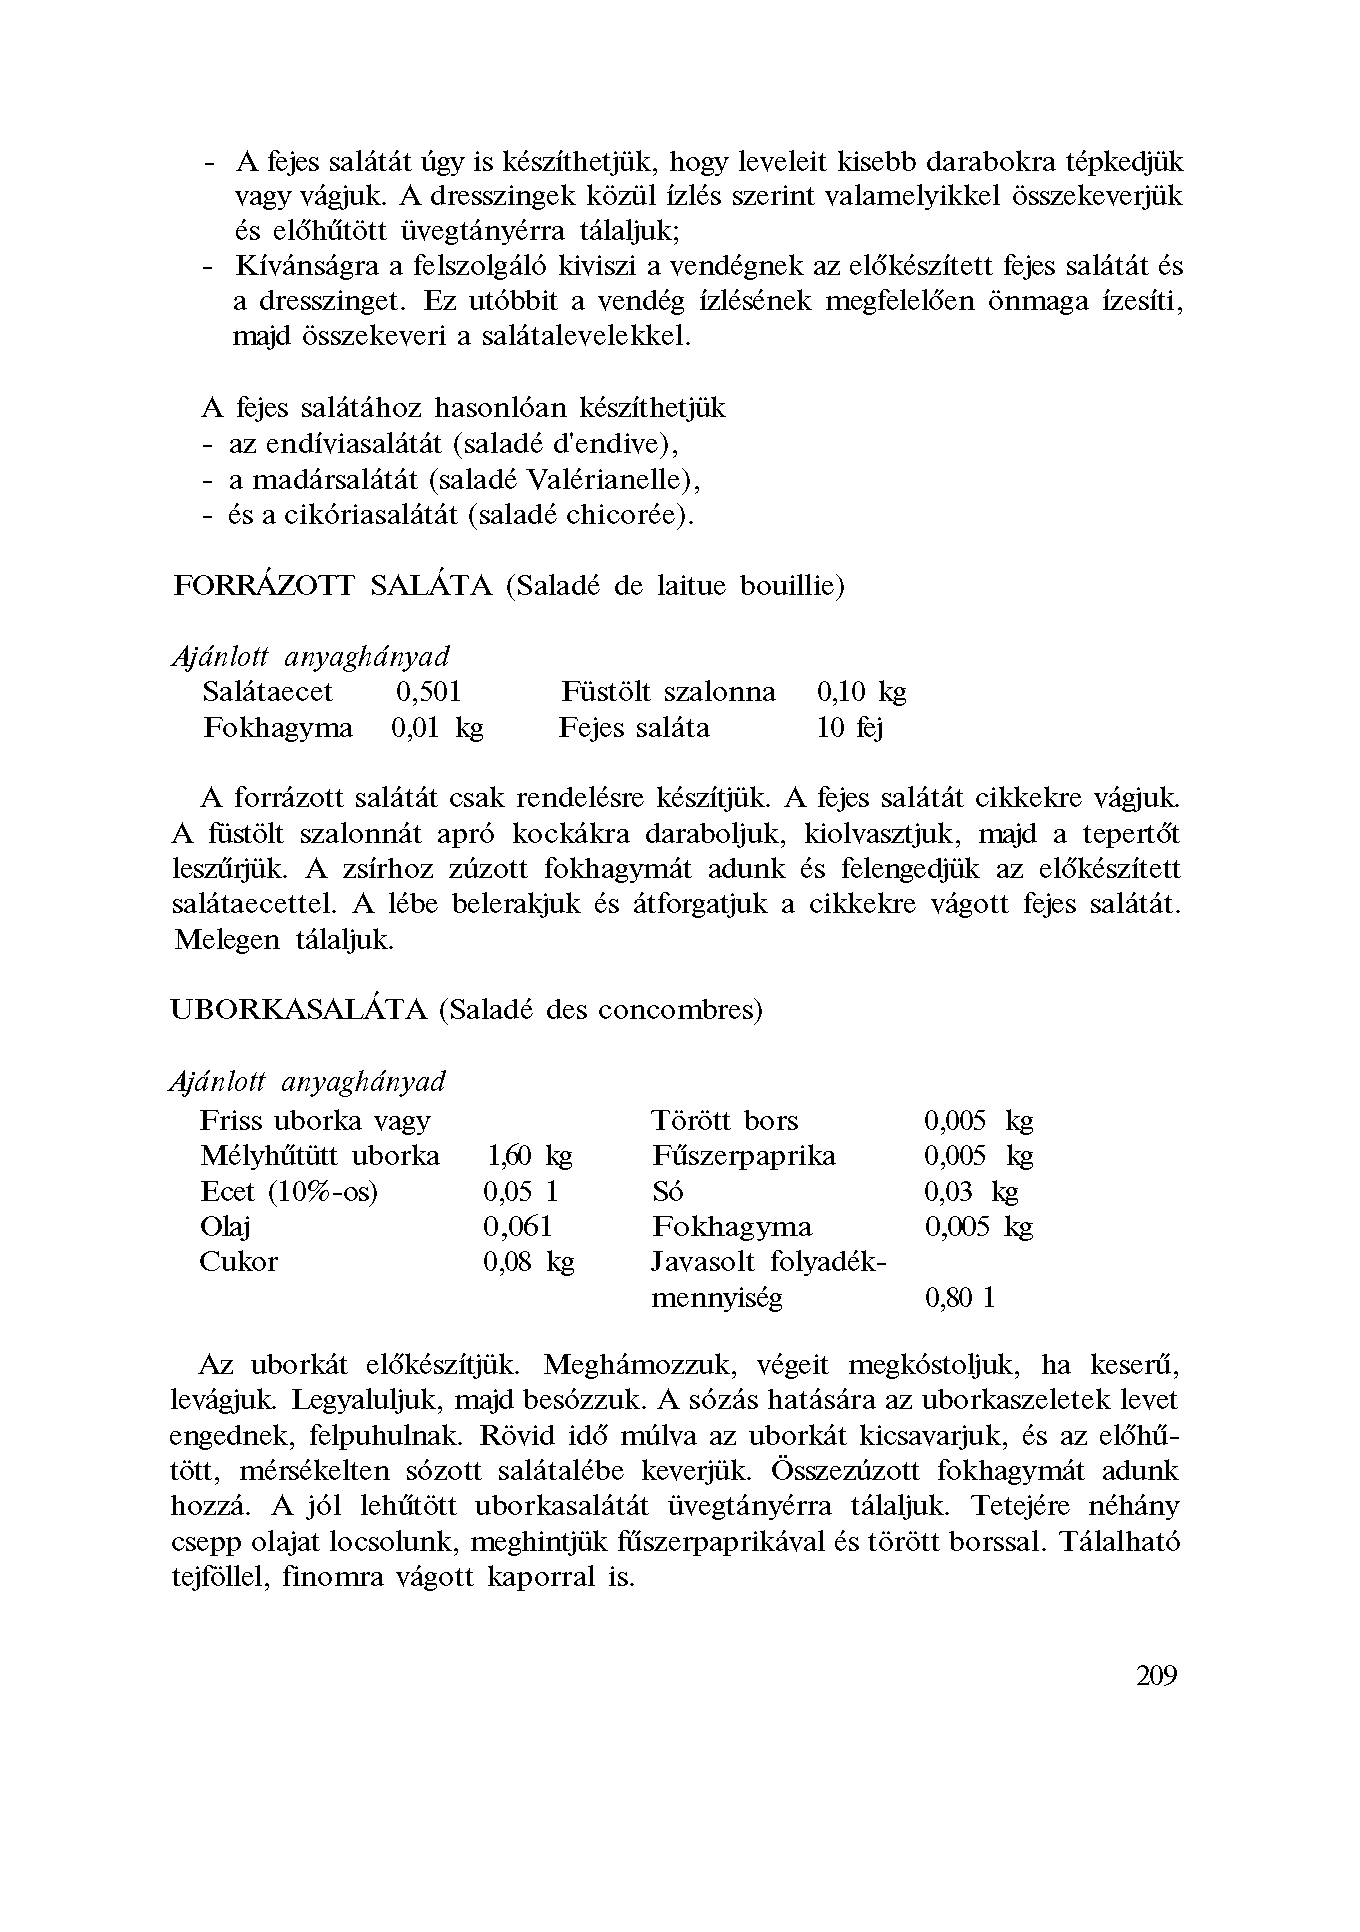 - A fejes salátát úgy is készíthetjük, hogy leveleit kisebb darabokra tépkedjük
vagy vágjuk. A dresszingek közül ízlés szerint valamelyikkel összekeverjük
és előhűtött üvegtányérra tálaljuk;
- Kívánságra a felszolgáló kiviszi a vendégnek az előkészített fejes salátát és
a dresszinget. Ez utóbbit a vendég ízlésének megfelelően önmaga ízesíti,
majd összekeveri a salátalevelekkel.
A fejes salátához hasonlóan készíthetjük
- az endíviasalátát (saladé d'endive),
- a madársalátát (saladé Valérianelle),
- és a cikóriasalátát (saladé chicorée).
FORRÁZOTT SALÁTA (Saladé de laitue bouillie)
Ajánlott anyaghányad
Salátaecet 0,501 Füstölt szalonna 0,10 kg
Fokhagyma 0,01 kg Fejes saláta 10 fej
A forrázott salátát csak rendelésre készítjük. A fejes salátát cikkekre vágjuk.
A füstölt szalonnát apró kockákra daraboljuk, kiolvasztjuk, majd a tepertőt
leszűrjük. A zsírhoz zúzott fokhagymát adunk és felengedjük az előkészített
salátaecettel. A lébe belerakjuk és átforgatjuk a cikkekre vágott fejes salátát.
Melegen tálaljuk.
UBORKASALÁTA (Saladé des concombres)
Ajánlott anyaghányad
Friss uborka vagy Törött bors 0,005 kg
Mélyhűtütt uborka 1,60 kg Fűszerpaprika 0,005 kg
Ecet (10%-os) 0,05 1 Só 0,03 kg
Olaj 0,061 Fokhagyma 0,005 kg
Cukor 0,08 kg Javasolt folyadék-
mennyiség 0,80 1
Az uborkát előkészítjük. Meghámozzuk, végeit megkóstoljuk, ha keserű,
levágjuk. Legyaluljuk, majd besózzuk. A sózás hatására az uborkaszeletek levet
engednek, felpuhulnak. Rövid idő múlva az uborkát kicsavarjuk, és az előhű-
tött, mérsékelten sózott salátalébe keverjük. Összezúzott fokhagymát adunk
hozzá. A jól lehűtött uborkasalátát üvegtányérra tálaljuk. Tetejére néhány
csepp olajat locsolunk, meghintjük fűszerpaprikával és törött borssal. Tálalható
tejföllel, finomra vágott kaporral is.
209